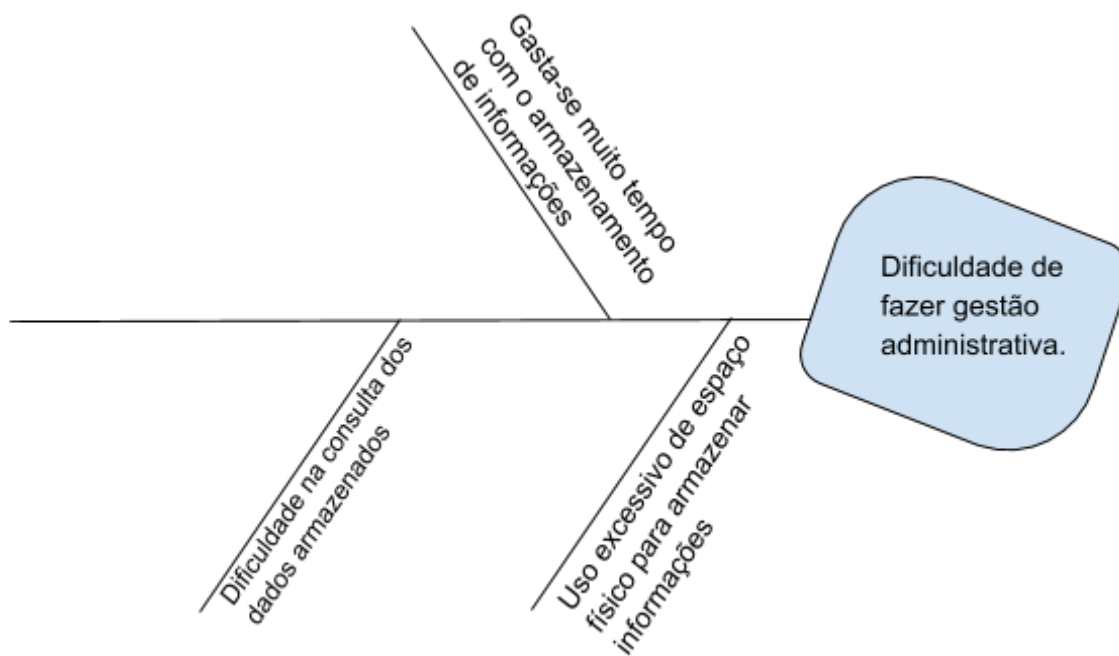 Gasta-se muito tempo
com o armazenamento
de informações
Dificuldade de
fazer gestão
administrativa.
Dificuldade na consulta dos
dados armazenados
Uso excessivo de espaço
físico para armazenar
informações